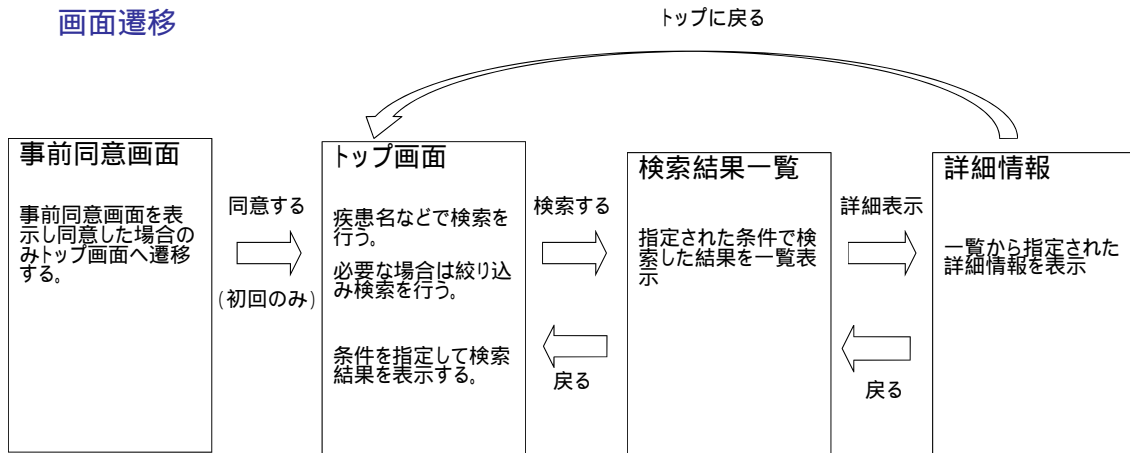 画面遷移
トップに戻る
事前同意画面
事前同意画面を表
示し同意した場合の
みトップ画面へ遷移
する。
同意する
(初回のみ)
トップ画面
疾患名などで検索を
行う。
必要な場合は絞り込
み検索を行う。
条件を指定して検索
結果を表示する。
検索する
戻る
検索結果一覧
指定された条件で検
索した結果を一覧表
示
詳細表示
戻る
詳細情報
一覧から指定された
詳細情報を表示